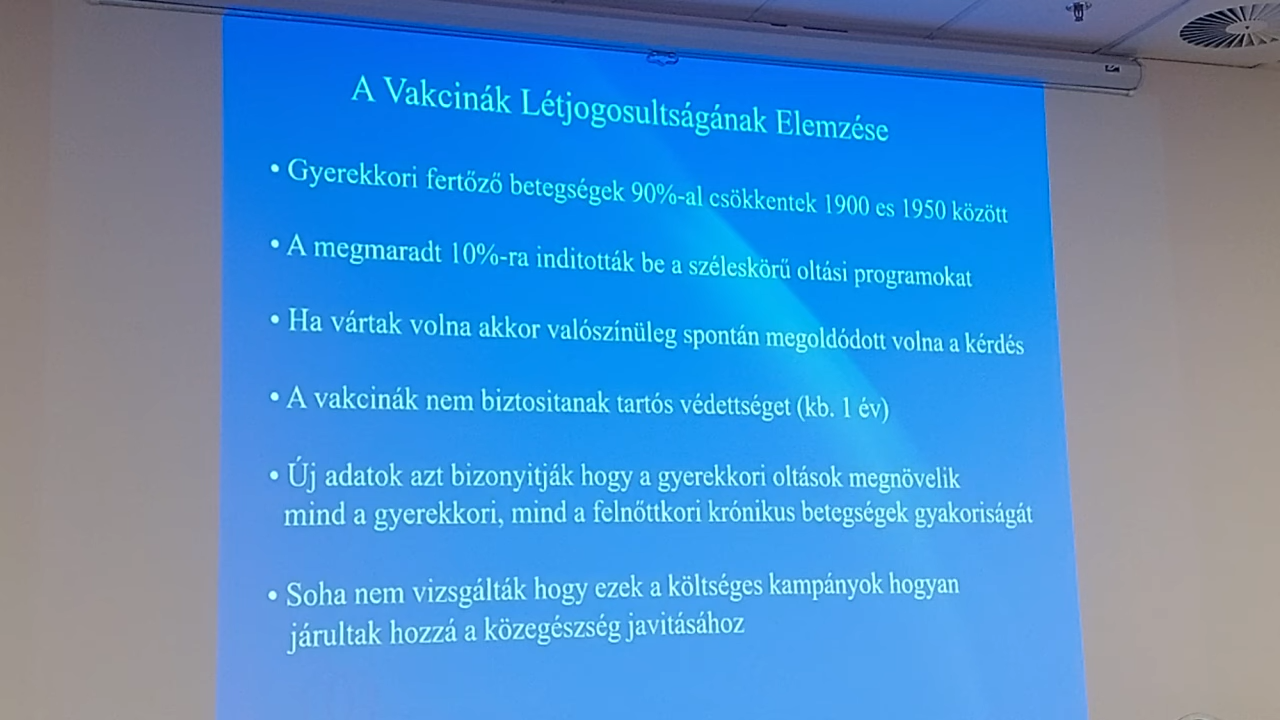 A Vakcinák Létjogosultságának Elemzése
• Gyerekkori fertőző betegségek 90%-al csökkentek 1900 es 1950 között
• A megmaradt 10%-ra inditották be a széleskörű oltási programokat
• Ha vártak volna akkor valószínüleg spontán megoldódott volna a kérdés
• A vakcinák nem biztositanak tartós védettséget (kb. 1 év)
• Új adatok azt bizonyitják hogy a gyerekkori oltások megnövelik
mind a gyerekkori, mind a felnőttkori krónikus betegségek gyakoriságát
• Soha nem vizsgálták hogy ezek a költséges kampányok hogyan
járultak hozzá a közegészség javitásához